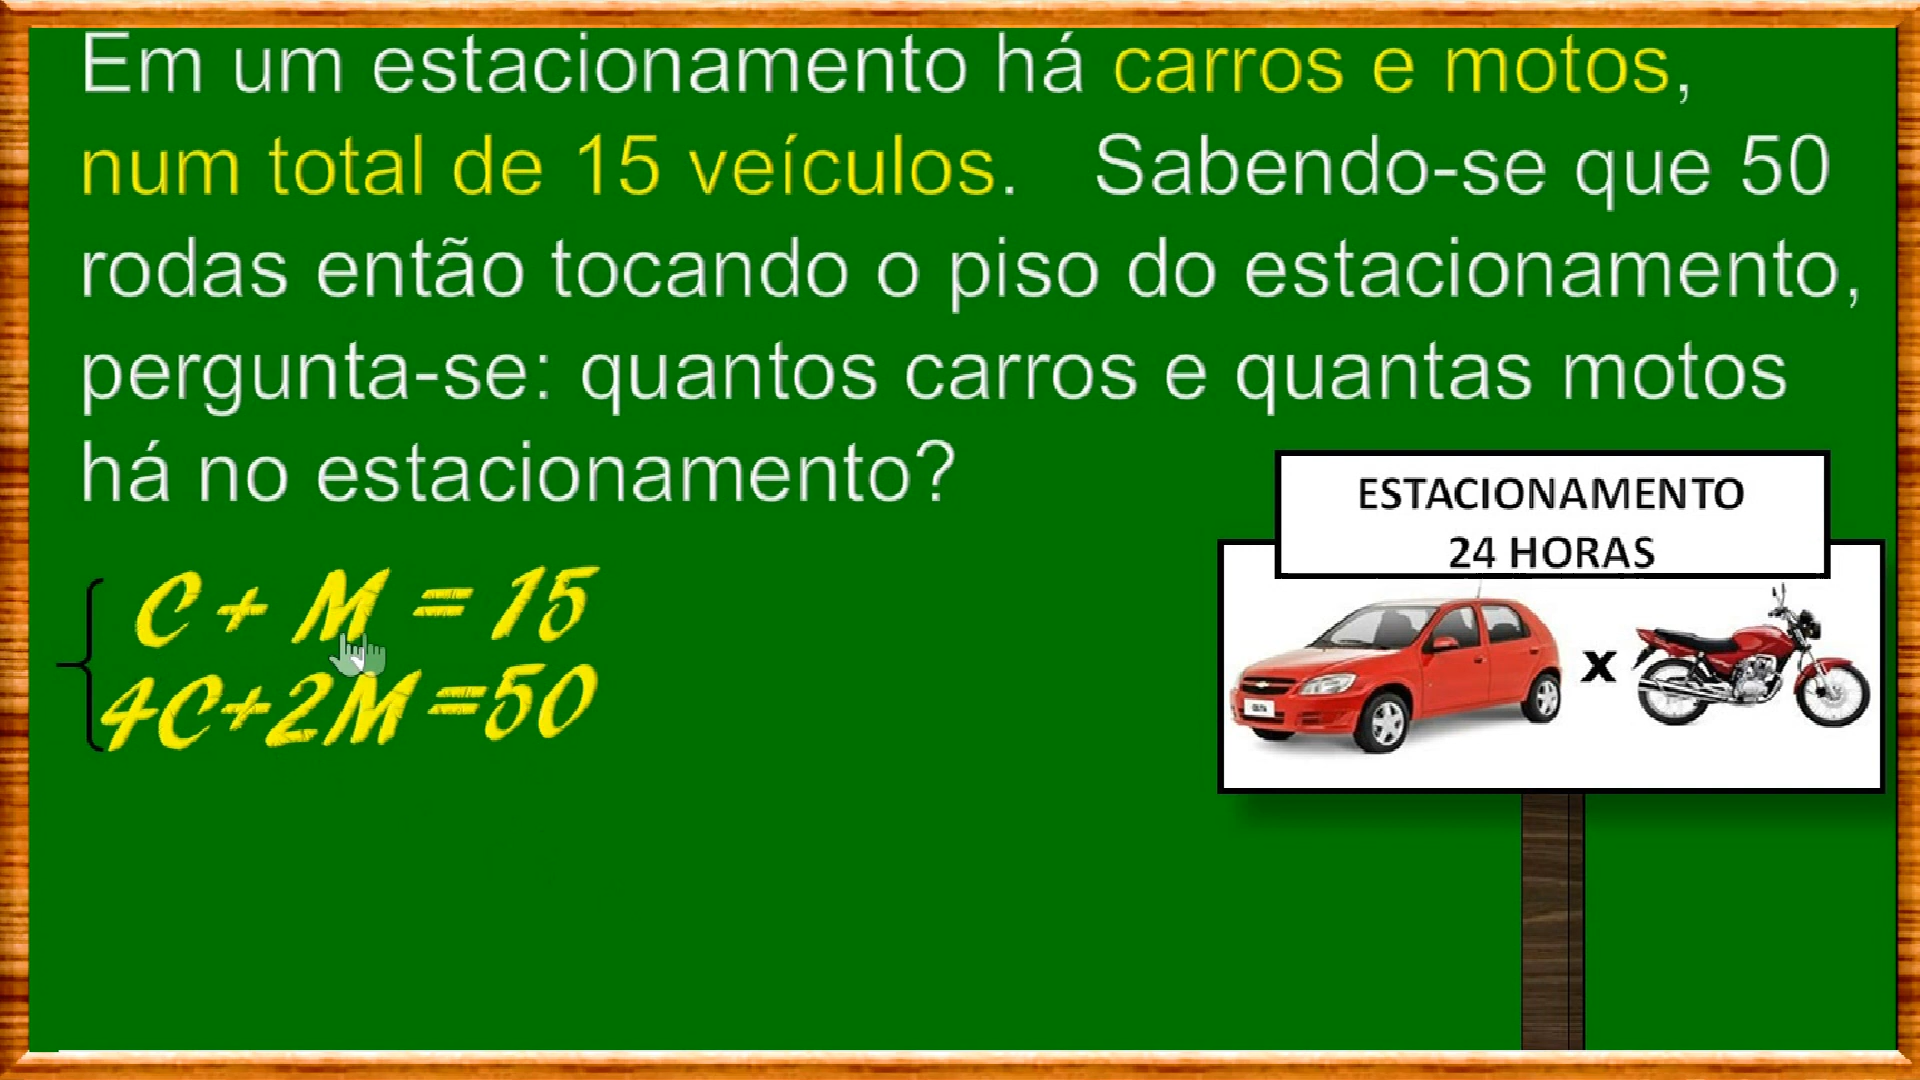 Em um estacionamento há carros e motos,
num total de 15 veículos. Sabendo-se que 50
rodas então tocando o piso do estacionamento,
pergunta-se: quantos carros e quantas motos
há no estacionamento?
ESTACIONAMENTO
24 HORAS
C + M = 15
4C+2M=50
x